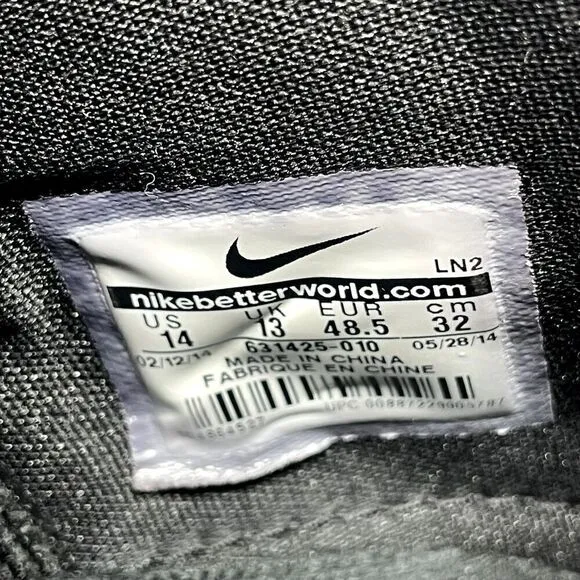 LN2
nikebetterworld.com
US UK EUR cm
14 13 48.5 32
02/12/14 631425-010 05/28/14
MADE IN CHINA
FABRIQUE EN CHINE
UPC